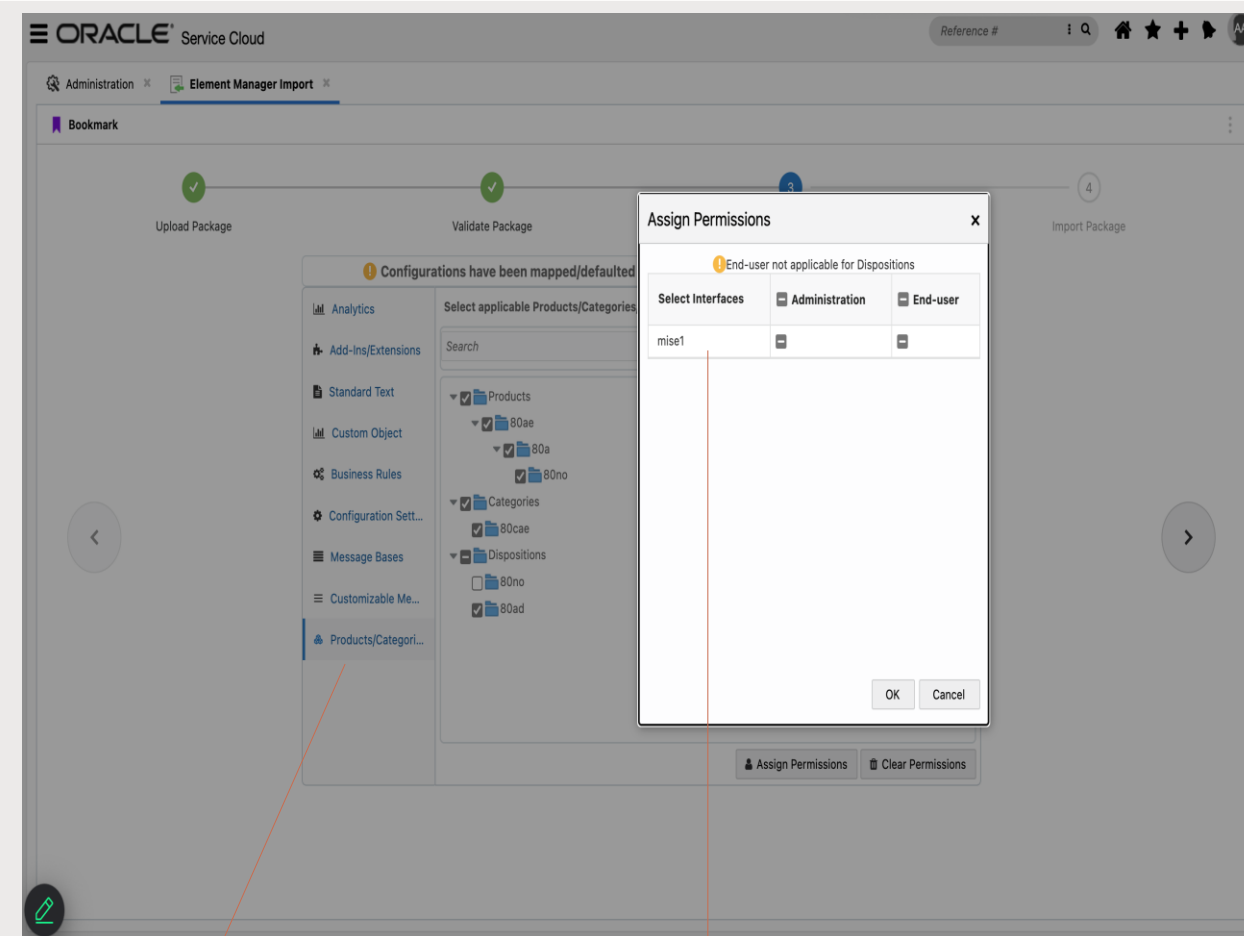 ORACLE Service Cloud
Reference #
Administration
Element Manager Import
Bookmark
3
4
Upload Package
Validate Package
Import Package
Configurations have been mapped/defaulted
Analytics
Add-Ins/Extensions
Standard Text
Custom Object
Business Rules
Configuration Sett...
Message Bases
Customizable Me...
Products/Categori...
Select applicable Products/Categories,
Search
Products
80ae
80a
80no
Categories
80cae
Dispositions
80no
80ad
Assign Permissions
x
End-user not applicable for Dispositions
Select Interfaces Administration End-user
mise1
OK Cancel
Assign Permissions Clear Permissions